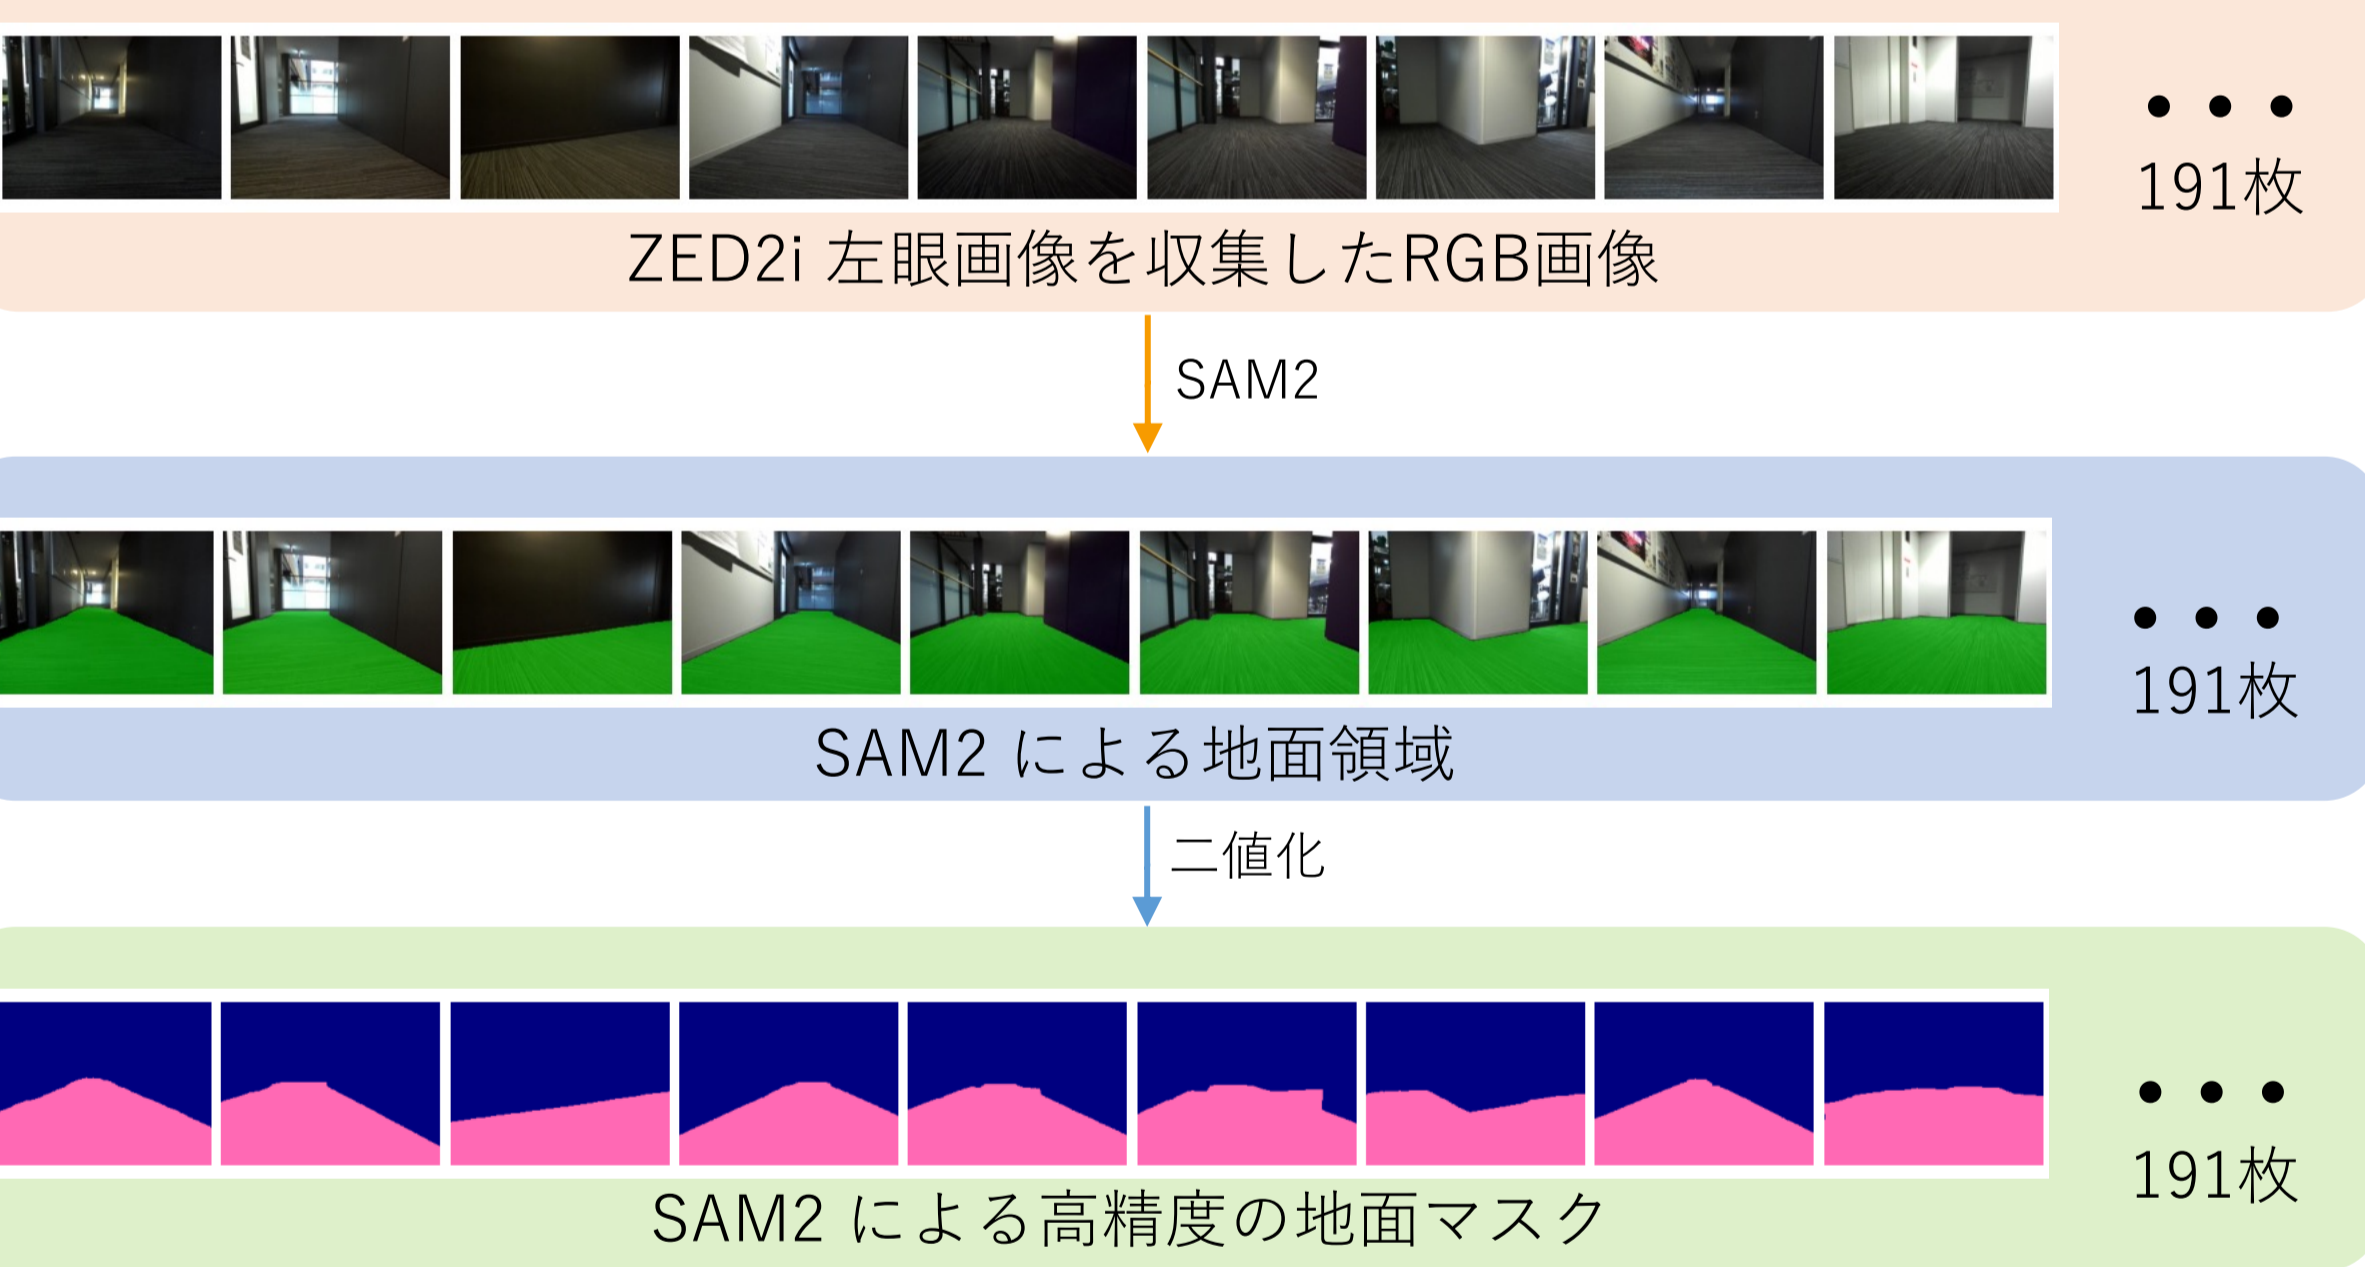 191枚
ZED2i 左眼画像を収集したRGB画像
SAM2
191枚
SAM2 による地面領域
二値化
191枚
SAM2 による高精度の地面マスク